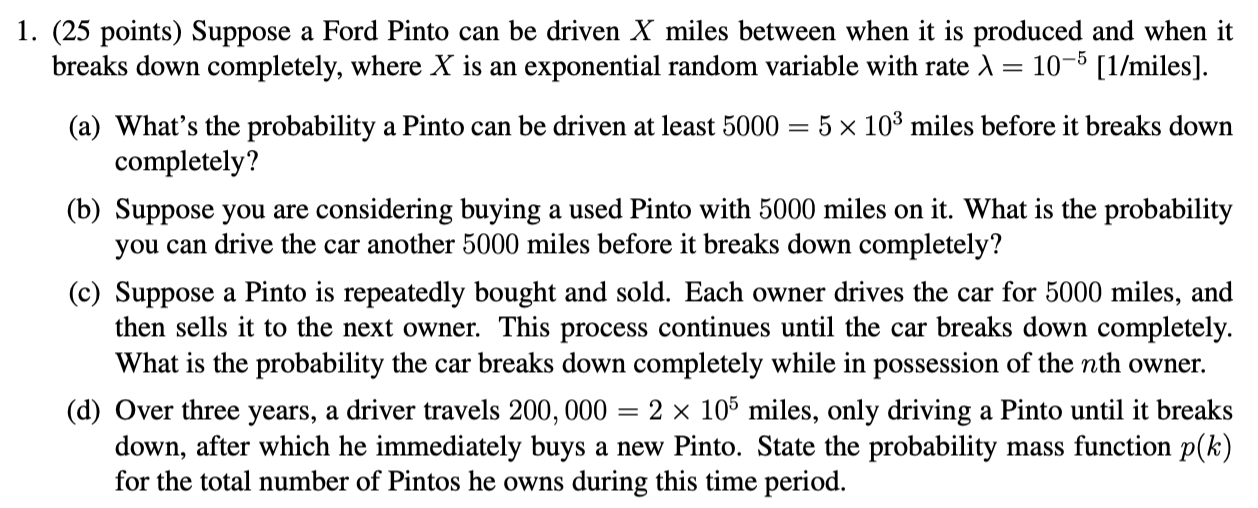 1. (25 points) Suppose a Ford Pinto can be driven X miles between when it is produced and when it
breaks down completely, where X is an exponential random variable with rate λ = 10⁻⁵ [1/miles].
(a) What’s the probability a Pinto can be driven at least 5000 = 5 × 10³ miles before it breaks down
completely?
(b) Suppose you are considering buying a used Pinto with 5000 miles on it. What is the probability
you can drive the car another 5000 miles before it breaks down completely?
(c) Suppose a Pinto is repeatedly bought and sold. Each owner drives the car for 5000 miles, and
then sells it to the next owner. This process continues until the car breaks down completely.
What is the probability the car breaks down completely while in possession of the nth owner.
(d) Over three years, a driver travels 200, 000 = 2 × 10⁵ miles, only driving a Pinto until it breaks
down, after which he immediately buys a new Pinto. State the probability mass function p(k)
for the total number of Pintos he owns during this time period.